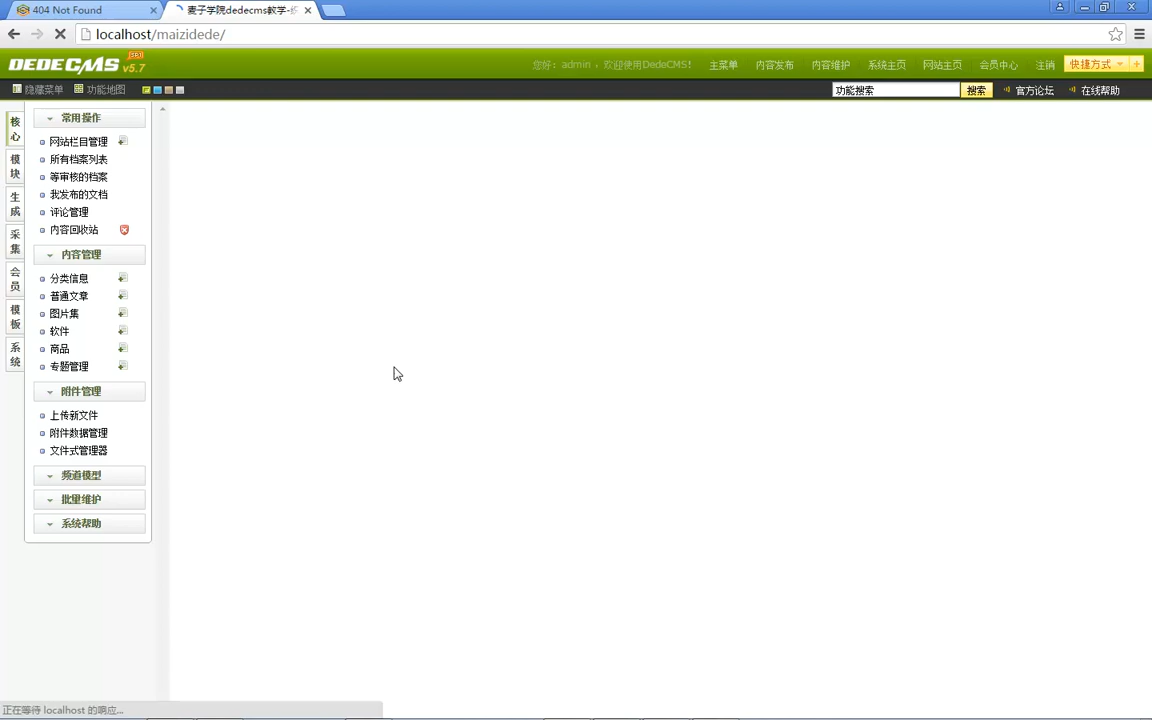 404 Not Found
麦子学院dedecms教学-
localhost/maizidede/
DEDECMS v5.7 SP1
您好：admin ，欢迎使用DedeCMS！ 主菜单 内容发布 内容维护 系统主页 网站主页 会员中心 注销 快捷方式 +
隐藏菜单 功能地图 功能搜索 搜索 官方论坛 在线帮助
核心
模块
生成
采集
会员
模板
系统
常用操作
网站栏目管理
所有档案列表
等审核的档案
我发布的文档
评论管理
内容回收站
内容管理
分类信息
普通文章
图片集
软件
商品
专题管理
附件管理
上传新文件
附件数据管理
文件式管理器
频道模型
批量维护
系统帮助
正在等待 localhost 的响应...